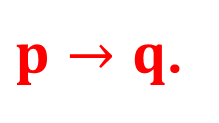 p → q.